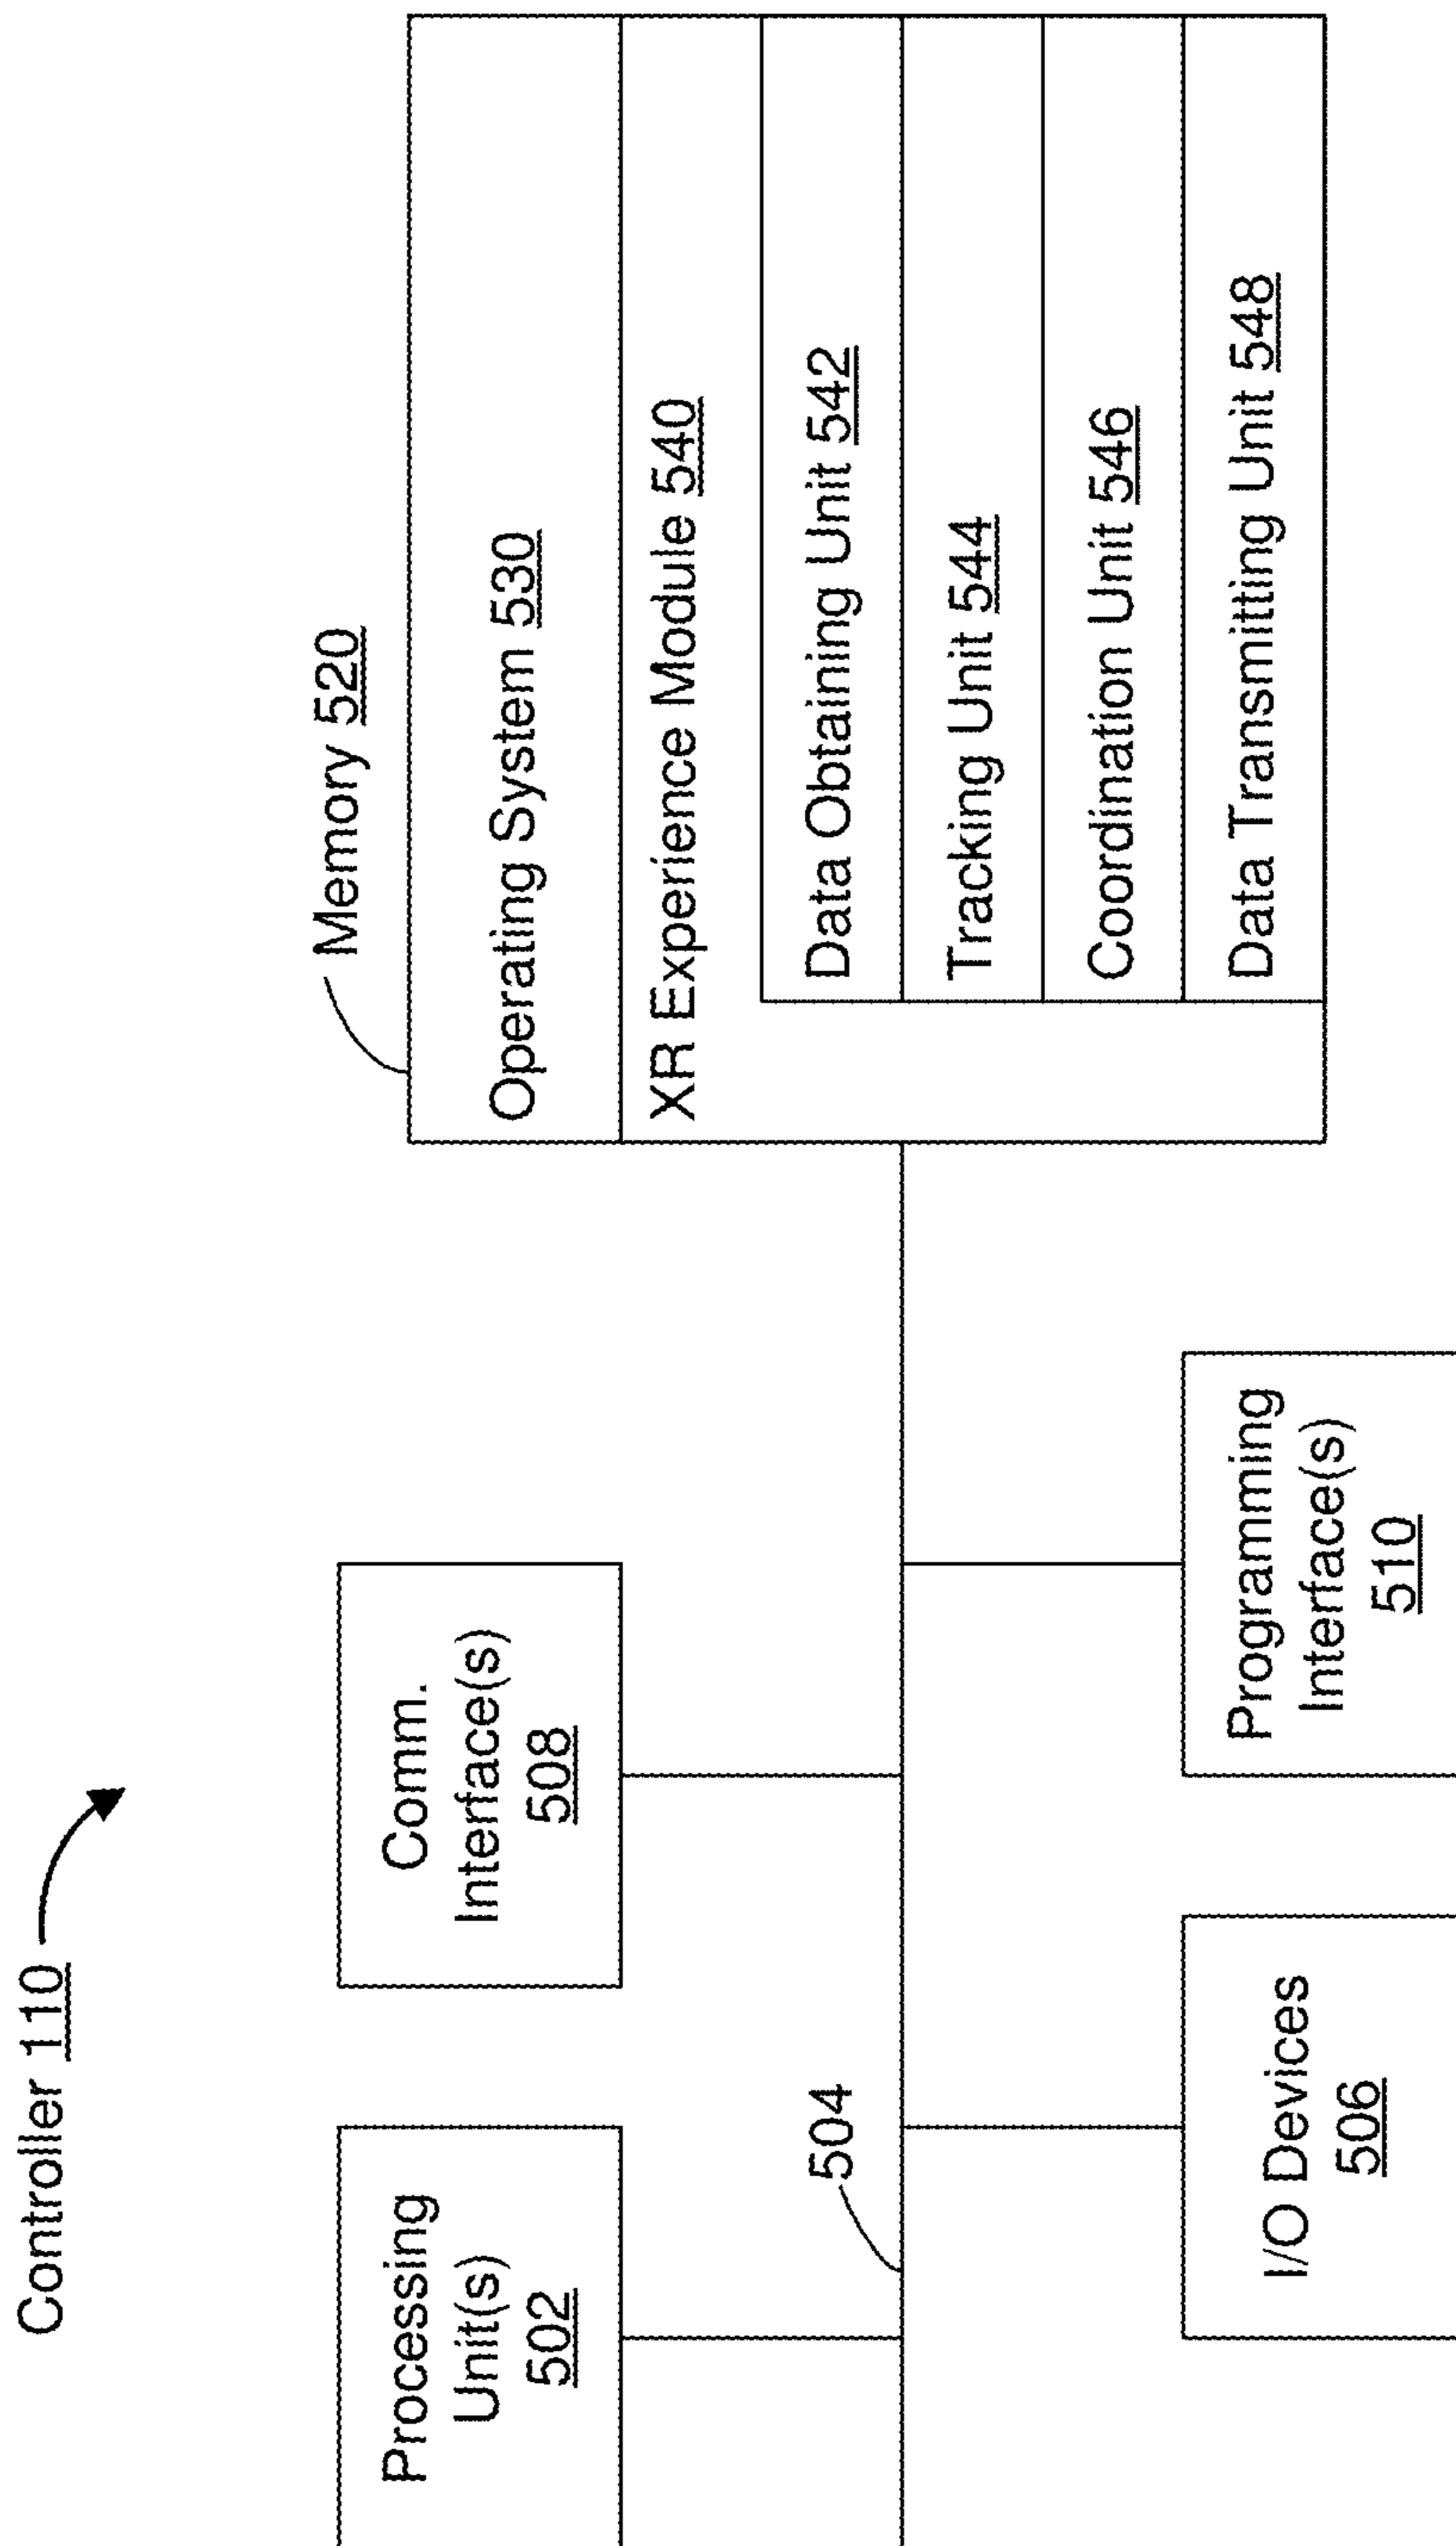 Controller 110
Memory 520
Processing
Unit(s)
502
Comm.
Interface(s)
508
Operating System 530
XR Experience Module 540
Data Obtaining Unit 542
Tracking Unit 544
Coordination Unit 546
Data Transmitting Unit 548
504
I/O Devices
506
Programming
Interface(s)
510